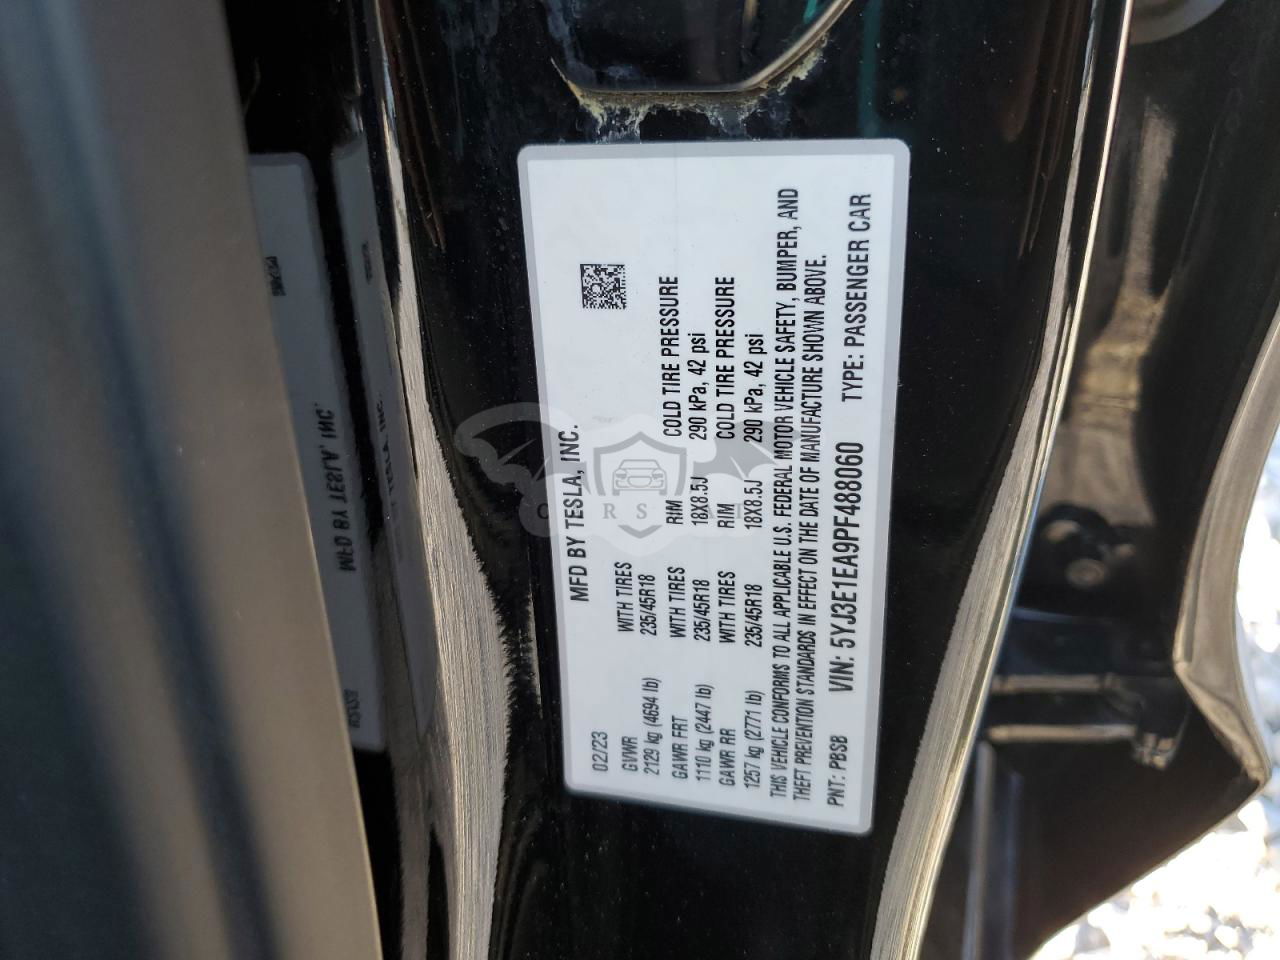 MFD BY TESLA, INC.
02/23
GVWR WITH TIRES RIM COLD TIRE PRESSURE
2129 kg (4694 lb) 235/45R18 18X8.5J 290 kPa, 42 psi
GAWR FRT WITH TIRES RIM COLD TIRE PRESSURE
1110 kg (2447 lb) 235/45R18 18X8.5J 290 kPa, 42 psi
GAWR RR WITH TIRES
1257 kg (2771 lb) 235/45R18
THIS VEHICLE CONFORMS TO ALL APPLICABLE U.S. FEDERAL MOTOR VEHICLE SAFETY, BUMPER, AND
THEFT PREVENTION STANDARDS IN EFFECT ON THE DATE OF MANUFACTURE SHOWN ABOVE.
PNT: PBSB VIN: 5YJ3E1EA9PF488060 TYPE: PASSENGER CAR
MFD BY TESLA, INC.